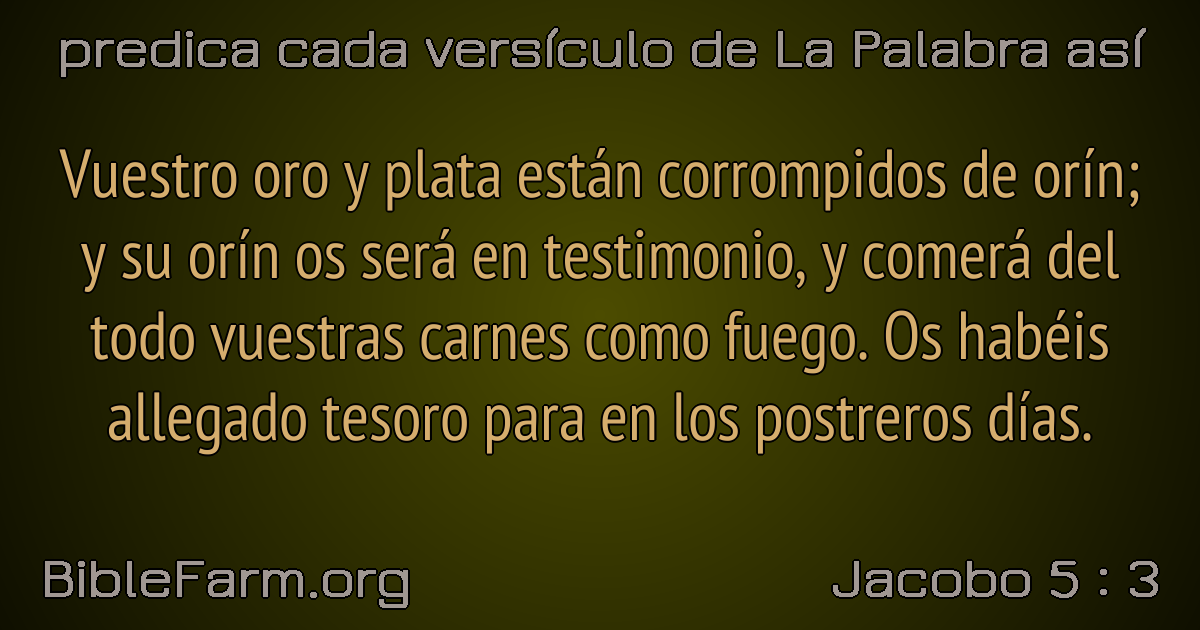 predica cada versículo de La Palabra así
Vuestro oro y plata están corrompidos de orín;
y su orín os será en testimonio, y comerá del
todo vuestras carnes como fuego. Os habéis
allegado tesoro para en los postreros días.
BibleFarm.org
Jacobo 5 : 3